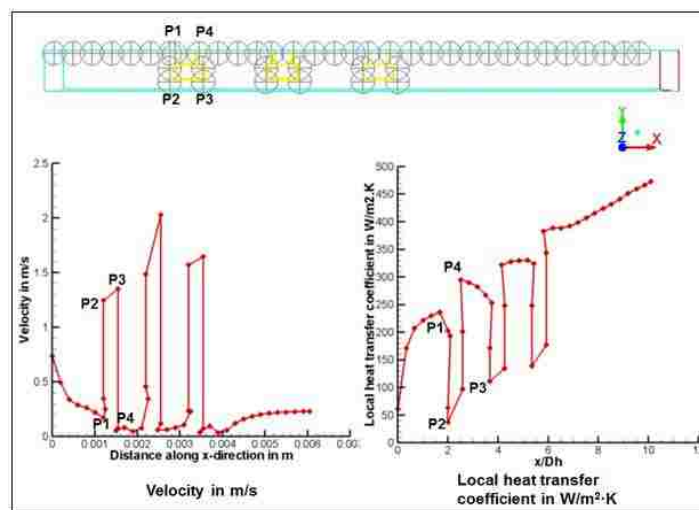 P1 P4
P2 P3
Y
Z X
2.5
2
1.5
1
0.5
0
Velocity in m/s
P3
P2
P1
P4
0 0.001 0.002 0.003 0.004 0.005 0.006
Distance along x-direction in m
Velocity in m/s
500
450
400
350
300
250
200
150
100
50
0
Local heat transfer coefficient in W/m2.K
P4
P1
P3
P2
0 2 4 6 8 10 12
x/Dh
Local heat transfer
coefficient in W/m²·K